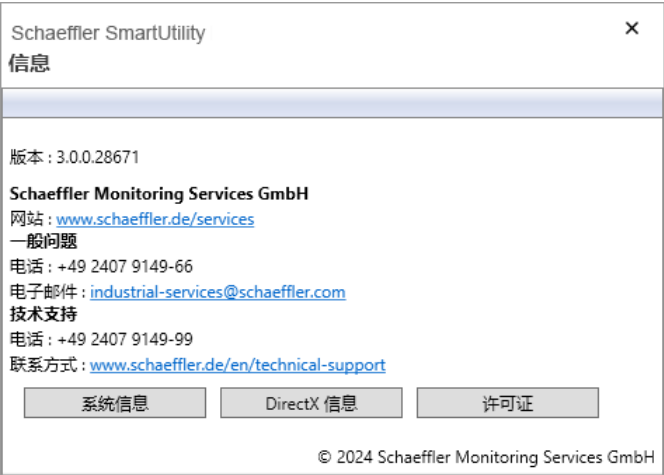 Schaeffler SmartUtility
信息
版本 : 3.0.0.28671
Schaeffler Monitoring Services GmbH
网站 : www.schaeffler.de/services
一般问题
电话 : +49 2407 9149-66
电子邮件 : industrial-services@schaeffler.com
技术支持
电话 : +49 2407 9149-99
联系方式 : www.schaeffler.de/en/technical-support
系统信息 DirectX 信息 许可证
© 2024 Schaeffler Monitoring Services GmbH